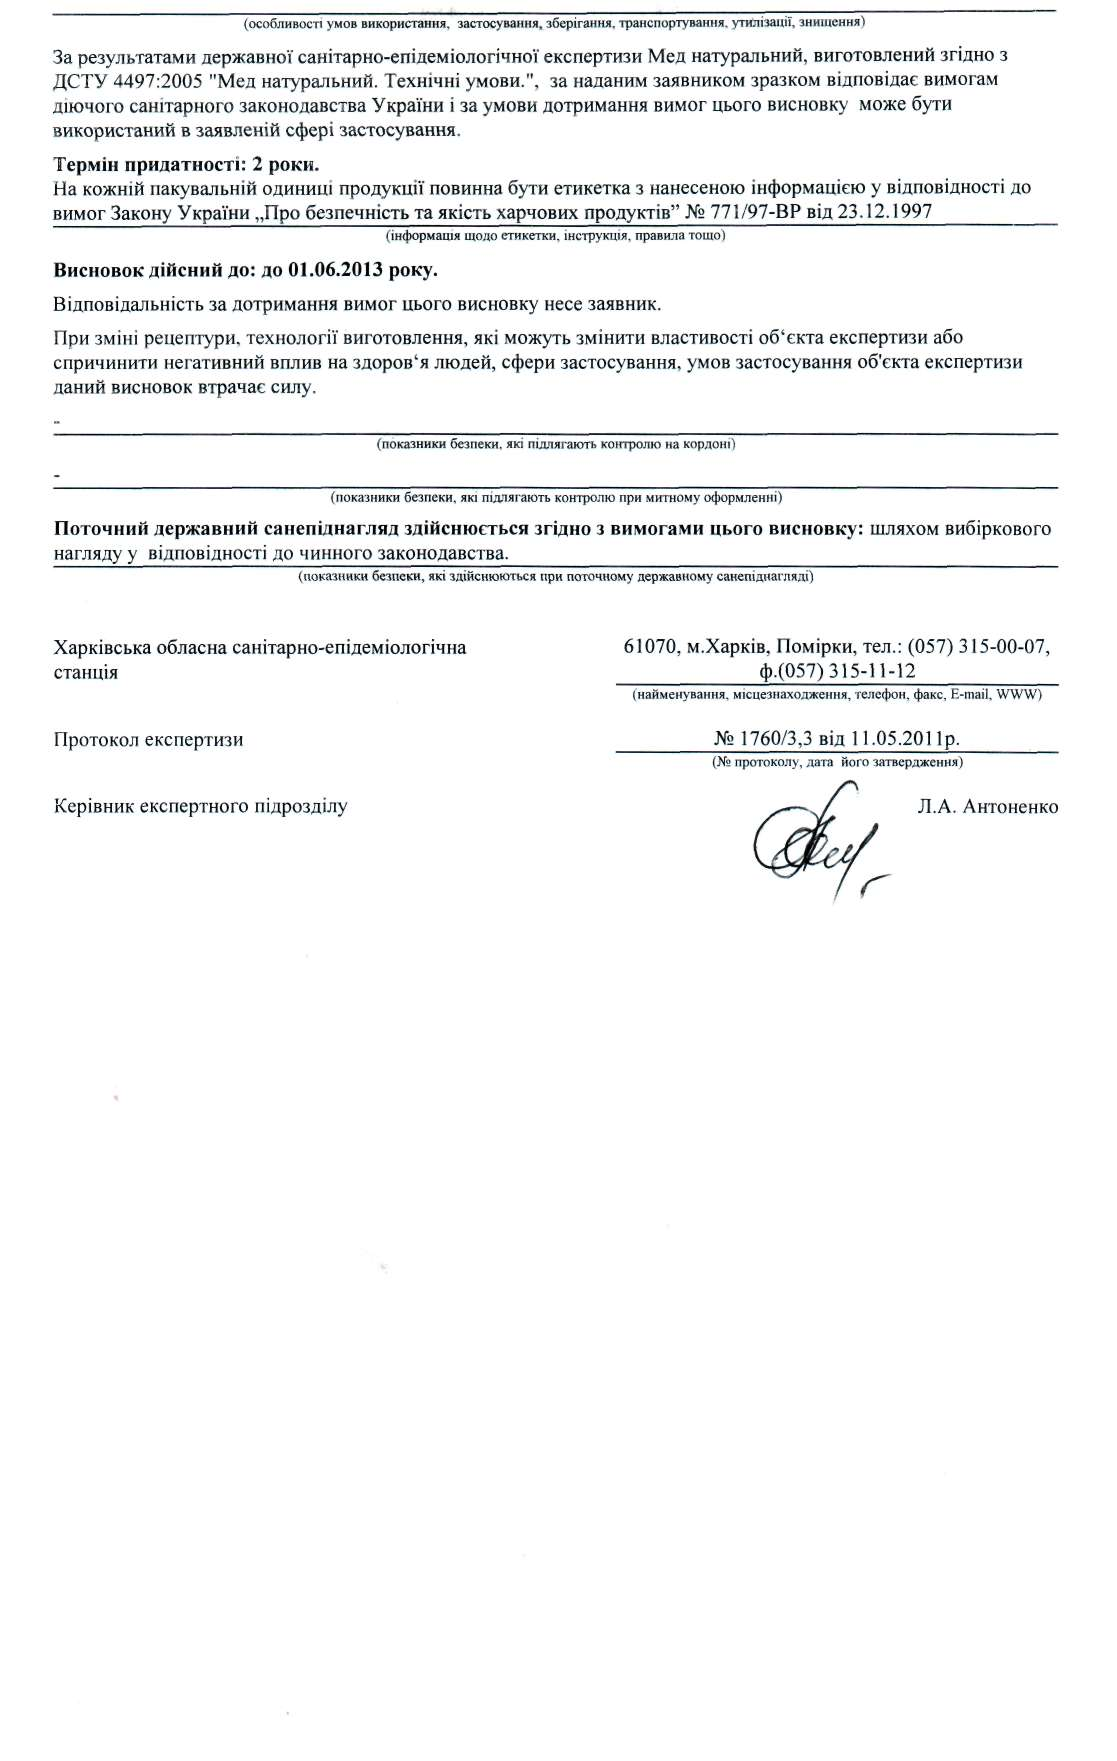 (особливості умов використання, застосування, зберігання, транспортування, утилізації, знищення)
За результатами державної санітарно-епідеміологічної експертизи Мед натуральний, виготовлений згідно з
ДСТУ 4497:2005 "Мед натуральний. Технічні умови.", за наданим заявником зразком відповідає вимогам
діючого санітарного законодавства України і за умови дотримання вимог цього висновку може бути
використаний в заявленій сфері застосування.
Термін придатності: 2 роки.
На кожній пакувальній одиниці продукції повинна бути етикетка з нанесеною інформацією у відповідності до
вимог Закону України „Про безпечність та якість харчових продуктів” № 771/97-ВР від 23.12.1997
(інформація щодо етикетки, інструкція, правила тощо)
Висновок дійсний до: до 01.06.2013 року.
Відповідальність за дотримання вимог цього висновку несе заявник.
При зміні рецептури, технології виготовлення, які можуть змінити властивості об‘єкта експертизи або
спричинити негативний вплив на здоров‘я людей, сфери застосування, умов застосування об'єкта експертизи
даний висновок втрачає силу.
-
(показники безпеки, які підлягають контролю на кордоні)
-
(показники безпеки, які підлягають контролю при митному оформленні)
Поточний державний санепіднагляд здійснюється згідно з вимогами цього висновку: шляхом вибіркового
нагляду у відповідності до чинного законодавства.
(показники безпеки, які здійснюються при поточному державному санепіднагляді)
Харківська обласна санітарно-епідеміологічна
станція
61070, м.Харків, Помірки, тел.: (057) 315-00-07,
ф.(057) 315-11-12
(найменування, місцезнаходження, телефон, факс, E-mail, WWW)
Протокол експертизи
№ 1760/3,3 від 11.05.2011р.
(№ протоколу, дата його затвердження)
Керівник експертного підрозділу
Л.А. Антоненко